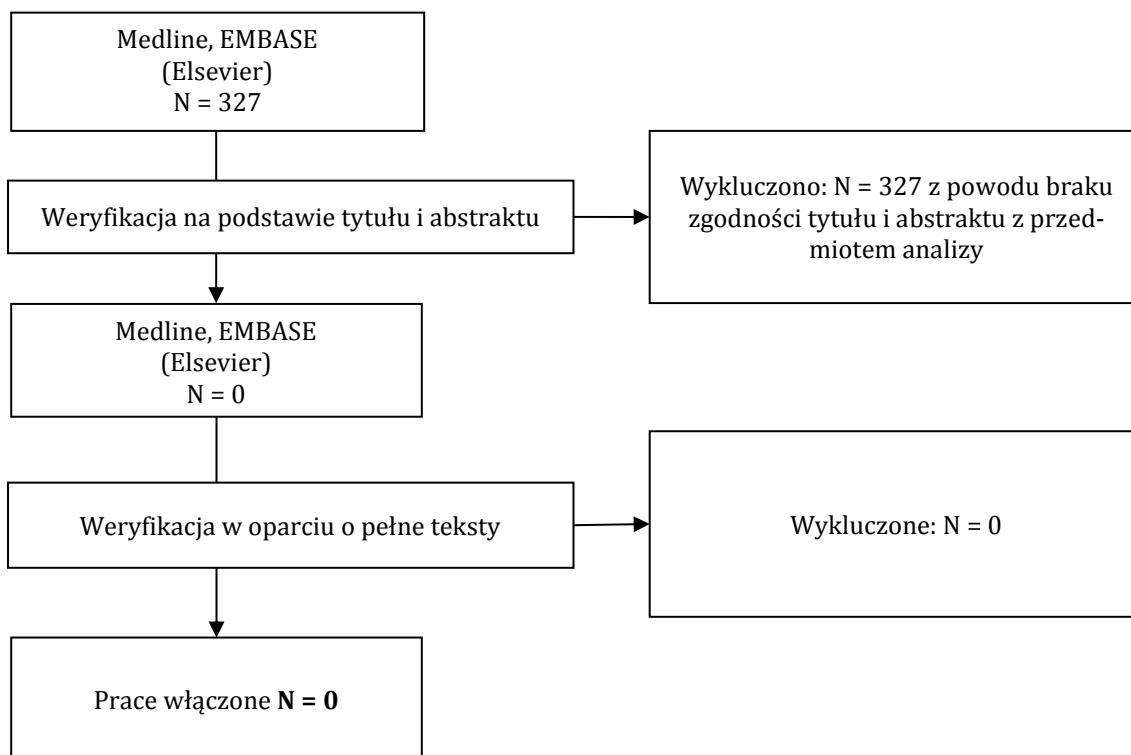 Medline, EMBASE
(Elsevier)
N = 327
Weryfikacja na podstawie tytułu i abstraktu
Wykluczono: N = 327 z powodu braku
zgodności tytułu i abstraktu z przed-
miotem analizy
Medline, EMBASE
(Elsevier)
N = 0
Weryfikacja w oparciu o pełne teksty
Wykluczone: N = 0
Prace włączone N = 0